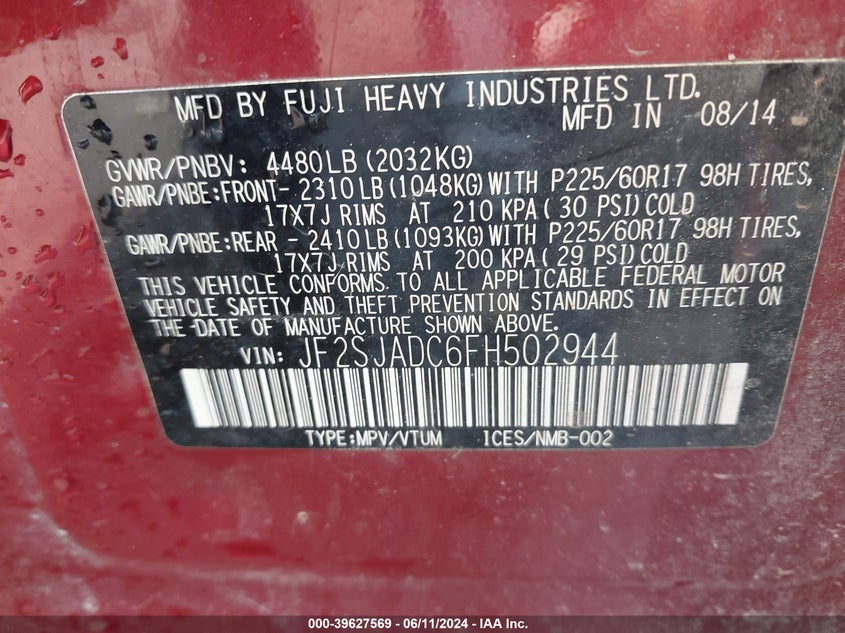 MFD BY FUJI HEAVY INDUSTRIES LTD.
MFD IN 08/14
GVWR/PNBV: 4480LB(2032KG)
GAWR/PNBE:FRONT- 2310LB(1048KG)WITH P225/60R17 98H TIRES,
17X7J RIMS AT 210 KPA( 30 PSI)COLD
GAWR/PNBE:REAR - 2410LB(1093KG)WITH P225/60R17 98H TIRES,
17X7J RIMS AT 200 KPA( 29 PSI)COLD
THIS VEHICLE CONFORMS TO ALL APPLICABLE FEDERAL MOTOR
VEHICLE SAFETY AND THEFT PREVENTION STANDARDS IN EFFECT ON
THE DATE OF MANUFACTURE SHOWN ABOVE.
VIN: JF2SJADC6FH502944
TYPE:MPV/VTUM ICES/NMB-002
000-39627569 - 06/11/2024 - IAA Inc.